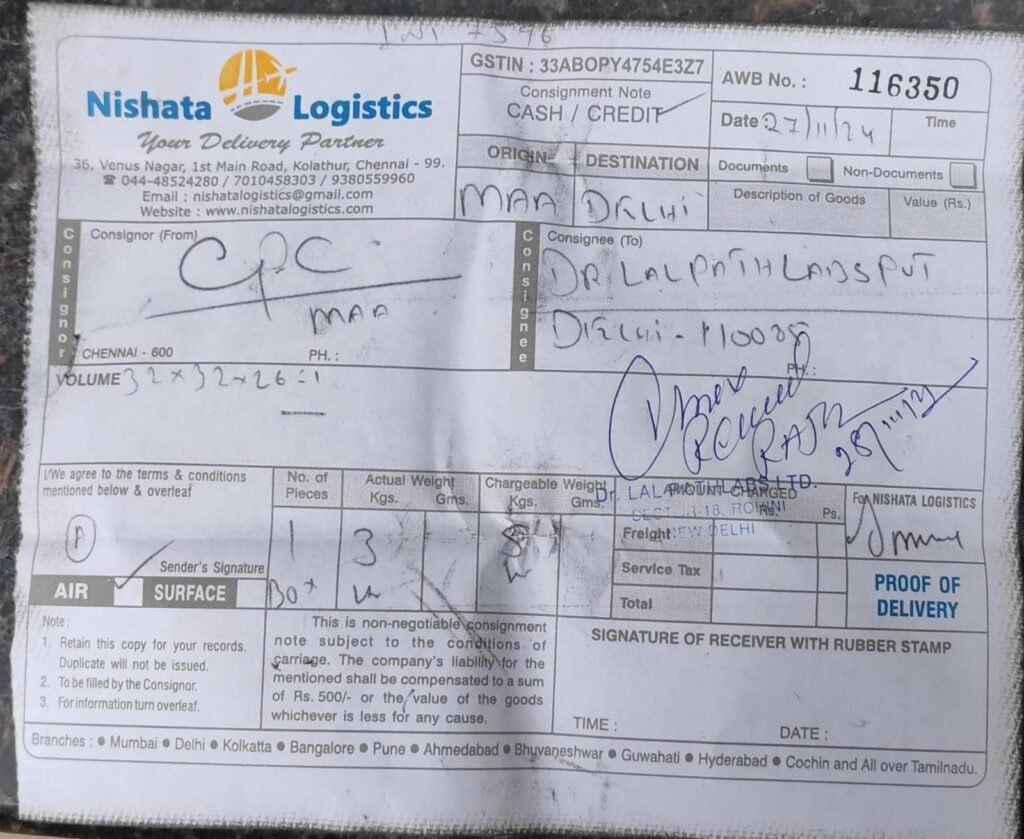 Nishata Logistics
Your Delivery Partner
36, Venus Nagar, 1st Main Road, Kolathur, Chennai - 99.
☎ 044-48524280 / 7010458303 / 9380559960
Email : nishatalogistics@gmail.com
Website : www.nishatalogistics.com
GSTIN : 33ABOPY4754E3Z7
Consignment Note
CASH / CREDIT
AWB No. : 116350
Date 27/11/24
Time
ORIGIN
DESTINATION
MAA
DELHI
Documents
Non-Documents
Description of Goods
Value (Rs.)
Consignor
Consignor (From)
CPC
MAA
CHENNAI - 600
PH. :
Consignee
Consignee (To)
DR LAL PATH LABS PVT
DELHI - 110085
PH. :
VOLUME 32 x 32 x 26 = 1
I/We agree to the terms & conditions
mentioned below & overleaf
Sender's Signature
AIR
SURFACE
No. of
Pieces
1
Box
Actual Weight
Kgs. Gms.
3
Chargeable Weight
Kgs. Gms.
Dr. LAL PATH LABS LTD.
ROHINI
NEW DELHI
AMOUNT CHARGED
Rs. Ps.
Freight
Service Tax
Total
For NISHATA LOGISTICS
PROOF OF
DELIVERY
Note :
1. Retain this copy for your records.
Duplicate will not be issued.
2. To be filled by the Consignor.
3. For information turn overleaf.
This is non-negotiable consignment
note subject to the conditions of
carriage. The company's liability for the
mentioned shall be compensated to a sum
of Rs. 500/- or the value of the goods
whichever is less for any cause.
SIGNATURE OF RECEIVER WITH RUBBER STAMP
TIME :
DATE :
Branches : ● Mumbai ● Delhi ● Kolkatta ● Bangalore ● Pune ● Ahmedabad ● Bhuvaneshwar ● Guwahati ● Hyderabad ● Cochin and All over Tamilnadu.